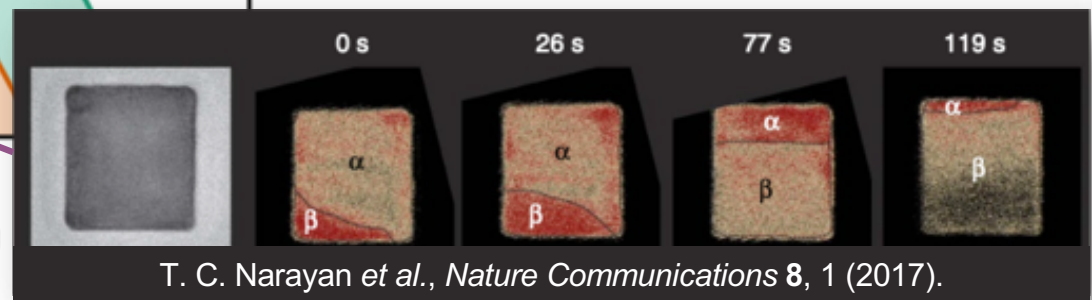 0 s 26 s 77 s 119 s
α α α α
β β β β
T. C. Narayan et al., Nature Communications 8, 1 (2017).